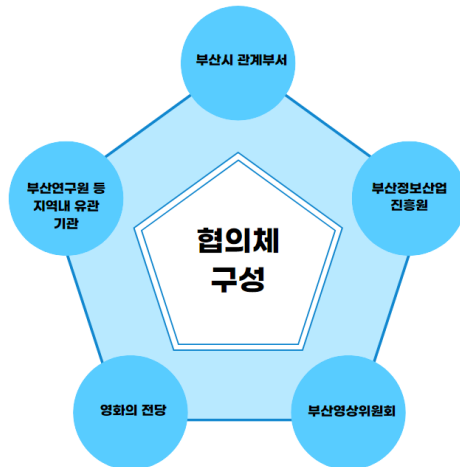 부산시 관계부서
부산연구원 등
지역내 유관
기관
부산정보산업
진흥원
협의체
구성
영화의 전당
부산영상위원회